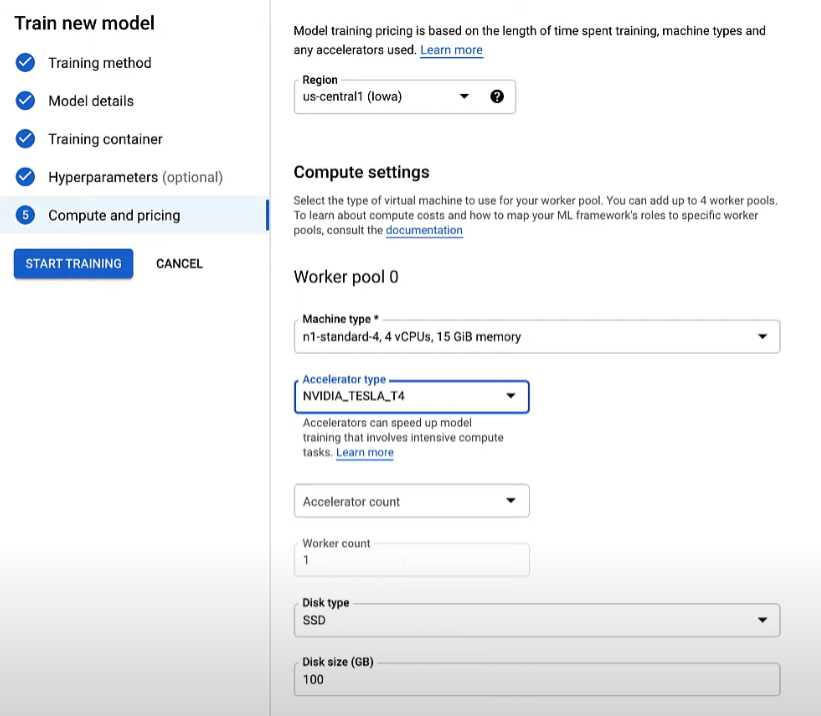 Train new model
Training method
Model details
Training container
Hyperparameters (optional)
5 Compute and pricing
START TRAINING CANCEL
Model training pricing is based on the length of time spent training, machine types and
any accelerators used. Learn more
Region
us-central1 (Iowa)
?
Compute settings
Select the type of virtual machine to use for your worker pool. You can add up to 4 worker pools.
To learn about compute costs and how to map your ML framework's roles to specific worker
pools, consult the documentation
Worker pool 0
Machine type *
n1-standard-4, 4 vCPUs, 15 GiB memory
Accelerator type
NVIDIA_TESLA_T4
Accelerators can speed up model
training that involves intensive compute
tasks. Learn more
Accelerator count
Worker count
1
Disk type
SSD
Disk size (GB)
100